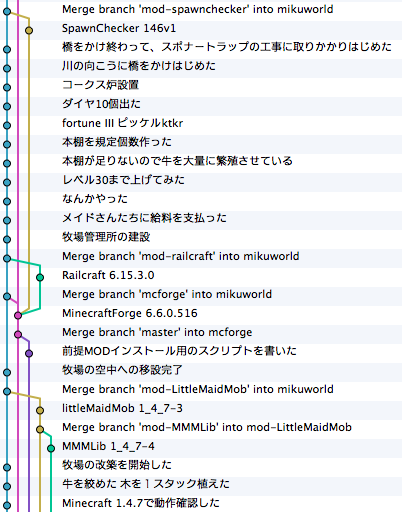 Merge branch 'mod-spawnchecker' into mikuworld
SpawnChecker 146v1
橋をかけ終わって、スポナートラップの工事に取りかかりはじめた
川の向こうに橋をかけはじめた
コークス炉設置
ダイヤ10個出た
fortune III ピッケルktkr
本棚を規定個数作った
本棚が足りないので牛を大量に繁殖させている
レベル30まで上げてみた
なんかやった
メイドさんたちに給料を支払った
牧場管理所の建設
Merge branch 'mod-railcraft' into mikuworld
Railcraft 6.15.3.0
Merge branch 'mcforge' into mikuworld
MinecraftForge 6.6.0.516
Merge branch 'master' into mcforge
前提MODインストール用のスクリプトを書いた
牧場の空中への移設完了
Merge branch 'mod-LittleMaidMob' into mikuworld
littleMaidMob 1_4_7-3
Merge branch 'mod-MMMLib' into mod-LittleMaidMob
MMMLib 1_4_7-4
牧場の改築を開始した
牛を絞めた 木を１スタック植えた
Minecraft 1.4.7で動作確認した